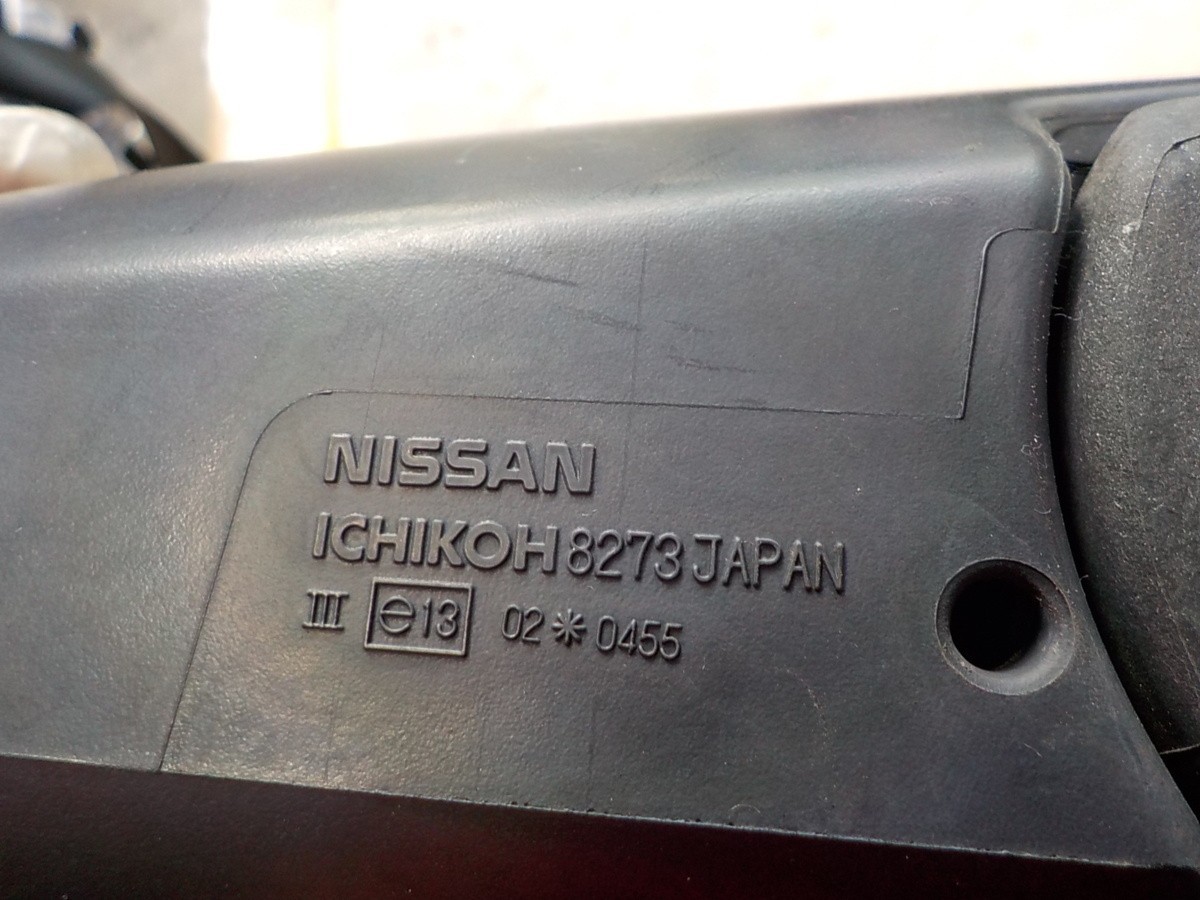 NISSAN
ICHIKOH 8273 JAPAN
III e13 02*0455